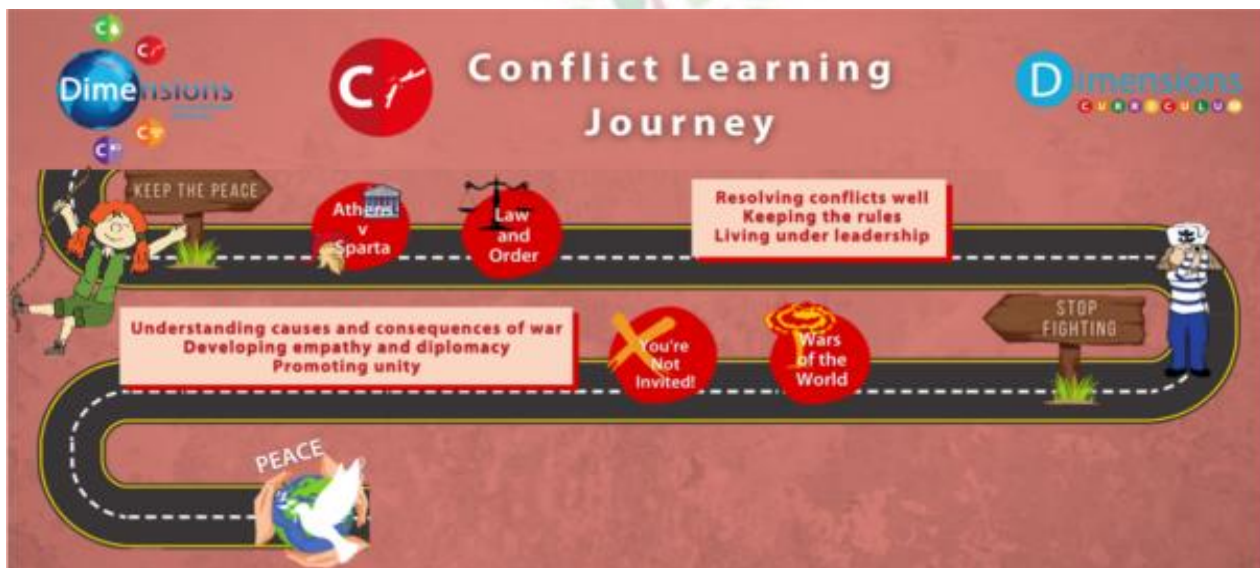 C
C
Dimensions
C
C
C
Conflict Learning
Journey
Dimensions
CURRICULUM
KEEP THE PEACE
Athens
v
Sparta
Law
and
Order
Resolving conflicts well
Keeping the rules
Living under leadership
STOP
FIGHTING
Understanding causes and consequences of war
Developing empathy and diplomacy
Promoting unity
You're
Not
Invited!
Wars
of the
World
PEACE